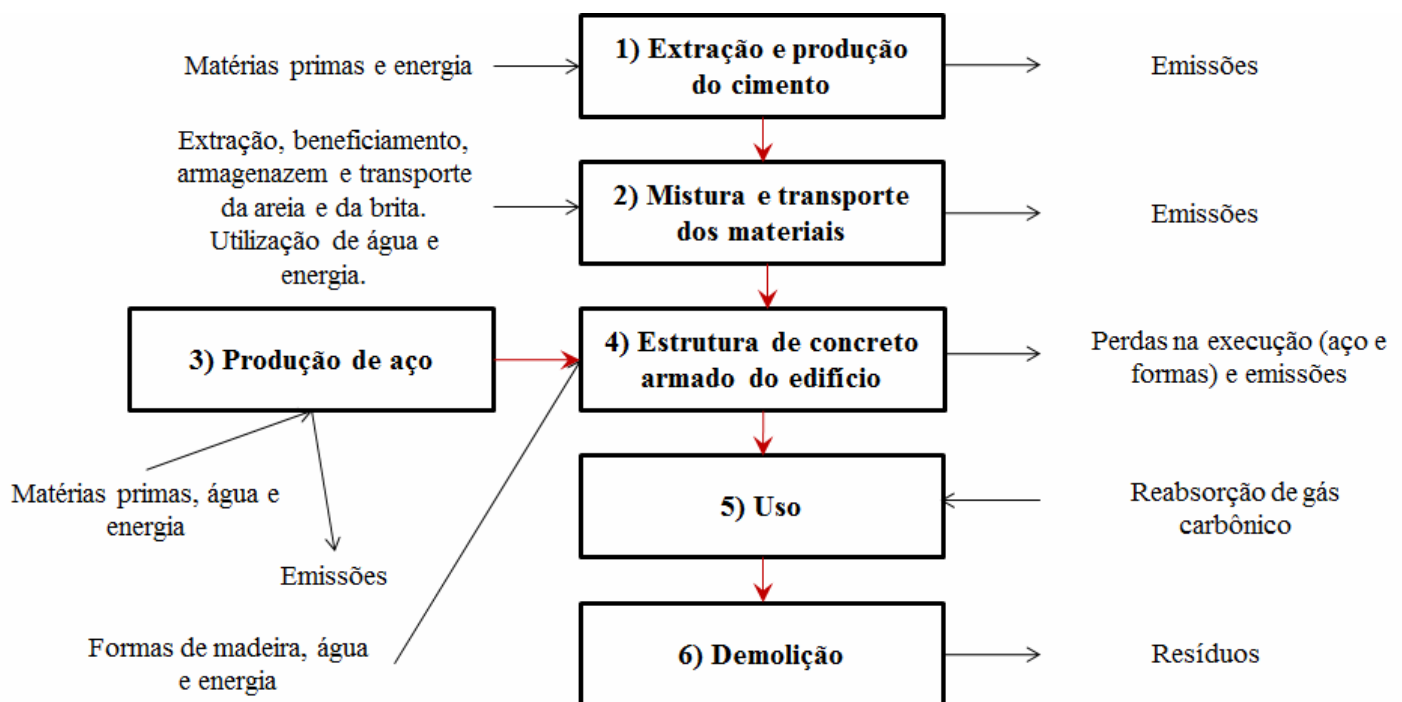 1) Extração e produção
do cimento
Matérias primas e energia
Emissões
Extração, beneficiamento,
armagenazem e transporte
da areia e da brita.
Utilização de água e
energia.
2) Mistura e transporte
dos materiais
Emissões
3) Produção de aço
4) Estrutura de concreto
armado do edifício
Perdas na execução (aço e
formas) e emissões
Matérias primas, água e
energia
Emissões
5) Uso
Reabsorção de gás
carbônico
Formas de madeira, água
e energia
6) Demolição
Resíduos